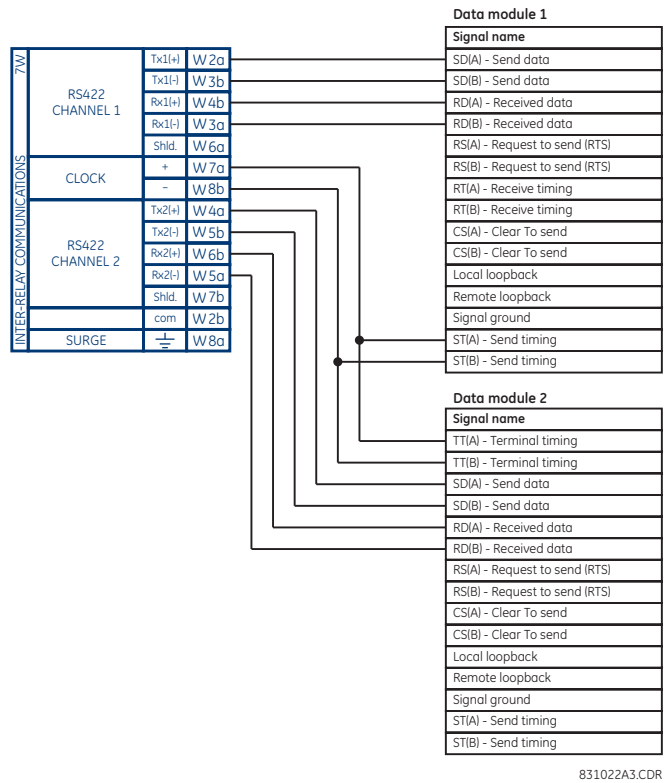 Data module 1
Signal name
7W
INTER-RELAY COMMUNICATIONS
RS422
CHANNEL 1
Tx1(+) W2a
Tx1(-) W3b
Rx1(+) W4b
Rx1(-) W3a
Shld. W6a
CLOCK
+ W7a
– W8b
RS422
CHANNEL 2
Tx2(+) W4a
Tx2(-) W5b
Rx2(+) W6b
Rx2(-) W5a
Shld. W7b
com W2b
SURGE W8a
SD(A) - Send data
SD(B) - Send data
RD(A) - Received data
RD(B) - Received data
RS(A) - Request to send (RTS)
RS(B) - Request to send (RTS)
RT(A) - Receive timing
RT(B) - Receive timing
CS(A) - Clear To send
CS(B) - Clear To send
Local loopback
Remote loopback
Signal ground
ST(A) - Send timing
ST(B) - Send timing
Data module 2
Signal name
TT(A) - Terminal timing
TT(B) - Terminal timing
SD(A) - Send data
SD(B) - Send data
RD(A) - Received data
RD(B) - Received data
RS(A) - Request to send (RTS)
RS(B) - Request to send (RTS)
CS(A) - Clear To send
CS(B) - Clear To send
Local loopback
Remote loopback
Signal ground
ST(A) - Send timing
ST(B) - Send timing
831022A3.CDR